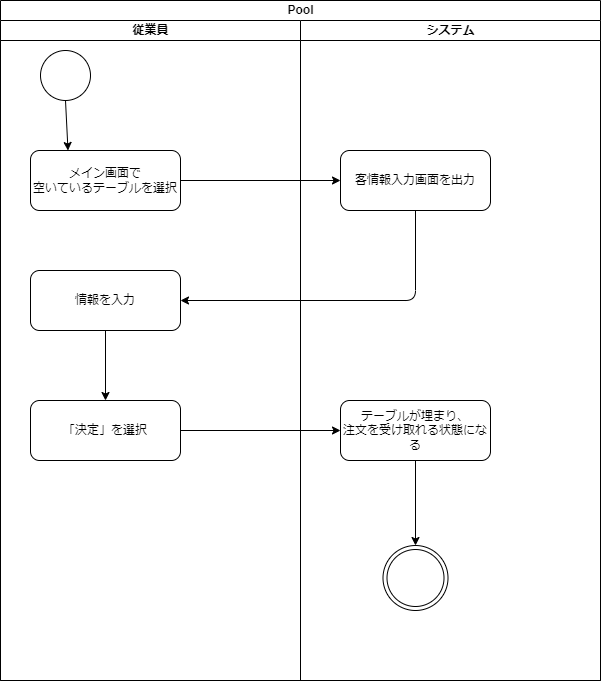 Pool
従業員
システム
メイン画面で
空いているテーブルを選択
客情報入力画面を出力
情報を入力
「決定」を選択
テーブルが埋まり、
注文を受け取れる状態にな
る